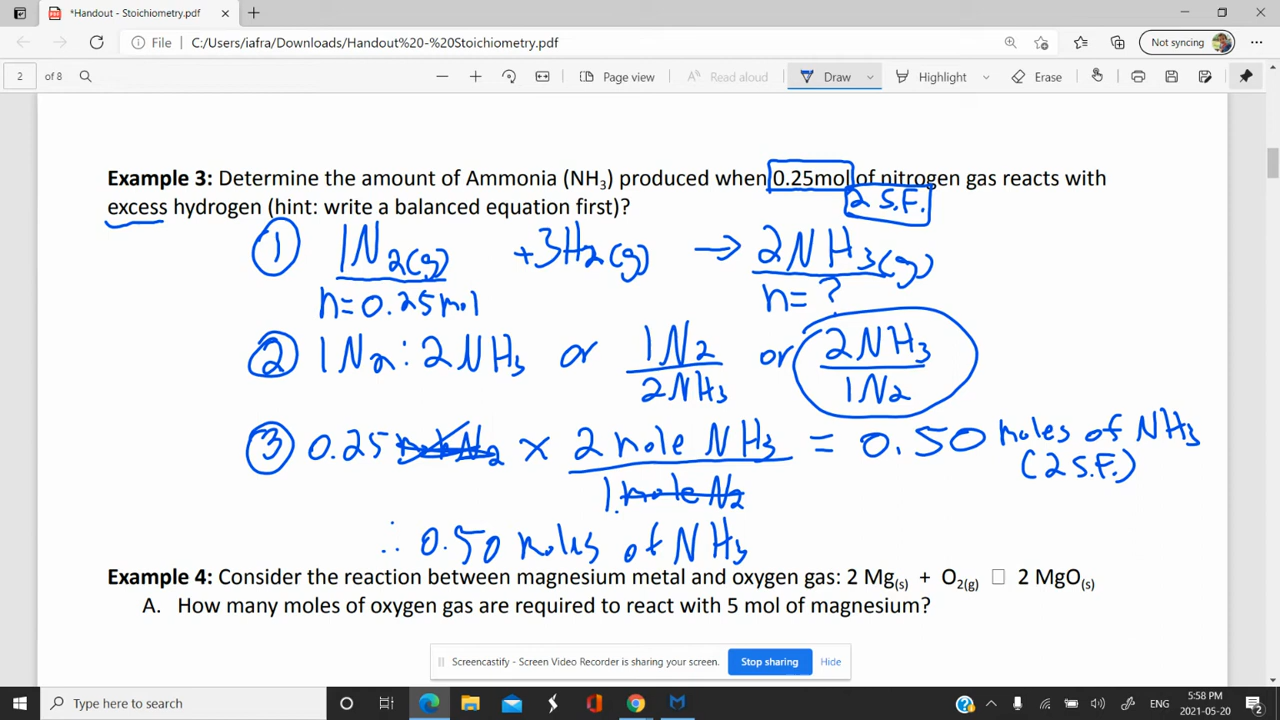 *Handout - Stoichiometry.pdf
File C:/Users/iafra/Downloads/Handout%20-%20Stoichiometry.pdf Not syncing
2 of 8 Page view Read aloud Draw Highlight Erase
Example 3: Determine the amount of Ammonia (NH₃) produced when 0.25mol of nitrogen gas reacts with
2 S.F.
excess hydrogen (hint: write a balanced equation first)?
① 1N₂(g) +3H₂(g) → 2NH₃(g)
n=0.25mol n=?
② 1N₂:2NH₃ or 1N₂/2NH₃ or 2NH₃/1N₂
③ 0.25 mole N₂ × 2 mole NH₃ / 1 mole N₂ = 0.50 moles of NH₃
(2 S.F.)
∴ 0.50 moles of NH₃
Example 4: Consider the reaction between magnesium metal and oxygen gas: 2 Mg(s) + O₂(g) □ 2 MgO(s)
A. How many moles of oxygen gas are required to react with 5 mol of magnesium?
Screencastify - Screen Video Recorder is sharing your screen. Stop sharing Hide
Type here to search
ENG 5:58 PM
2021-05-20 2